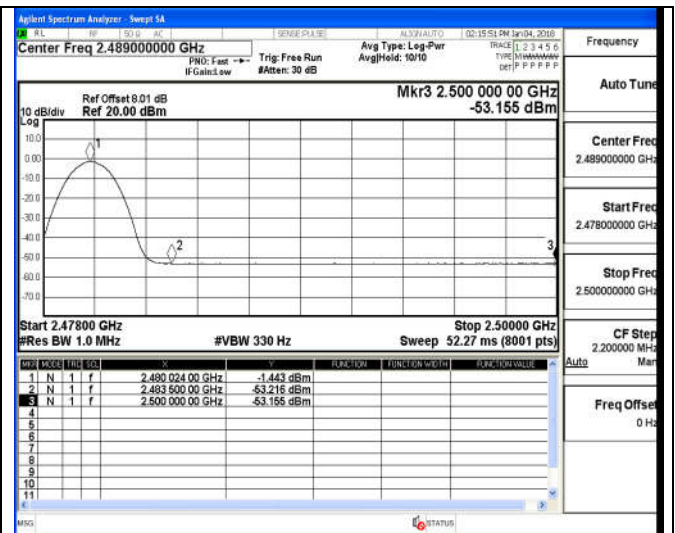 Agilent Spectrum Analyzer - Swept SA
RL RF 50 Ω AC SENSE:PULSE ALIGNAUTO 02:15:51 PM Jan 04, 2018
Center Freq 2.489000000 GHz
PNO: Fast
IFGain:Low
Trig: Free Run
#Atten: 30 dB
Avg Type: Log-Pwr
Avg|Hold: 10/10
TRACE 1 2 3 4 5 6
TYPE M
DET P P P P P P
Frequency
Mkr3 2.500 000 00 GHz
-53.155 dBm
Ref Offset 8.01 dB
10 dB/div Ref 20.00 dBm
Log
10.0
0.00
-10.0
-20.0
-30.0
-40.0
-50.0
-60.0
-70.0
1
2
3
Start 2.47800 GHz Stop 2.50000 GHz
#Res BW 1.0 MHz #VBW 330 Hz Sweep 52.27 ms (8001 pts)
MKR MODE TRC SCL X Y FUNCTION FUNCTION WIDTH FUNCTION VALUE
1 N 1 f 2.480 024 00 GHz -1.443 dBm
2 N 1 f 2.483 500 00 GHz -53.216 dBm
3 N 1 f 2.500 000 00 GHz -53.155 dBm
4
5
6
7
8
9
10
11
MSG STATUS
Auto Tune
Center Freq
2.489000000 GHz
Start Freq
2.478000000 GHz
Stop Freq
2.500000000 GHz
CF Step
2.200000 MHz
Auto Man
Freq Offset
0 Hz